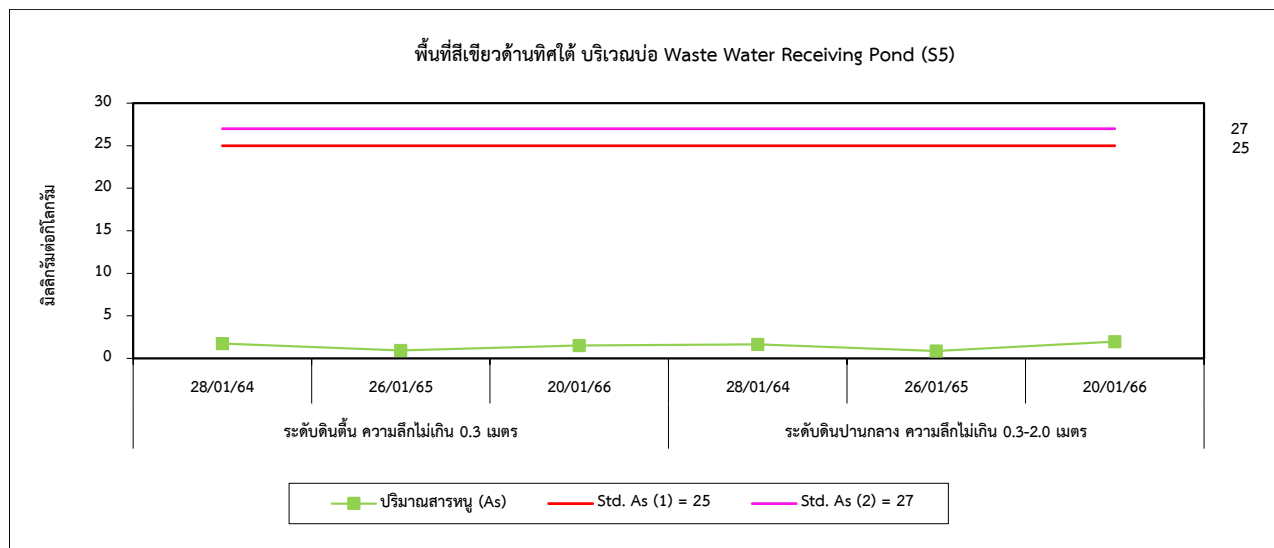 พื้นที่สีเขียวด้านทิศใต้ บริเวณบ่อ Waste Water Receiving Pond (S5)
มิลลิกรัมต่อกิโลกรัม
30
25
20
15
10
5
0
27
25
28/01/64 26/01/65 20/01/66 28/01/64 26/01/65 20/01/66
ระดับดินตื้น ความลึกไม่เกิน 0.3 เมตร ระดับดินปานกลาง ความลึกไม่เกิน 0.3-2.0 เมตร
ปริมาณสารหนู (As) Std. As (1) = 25 Std. As (2) = 27